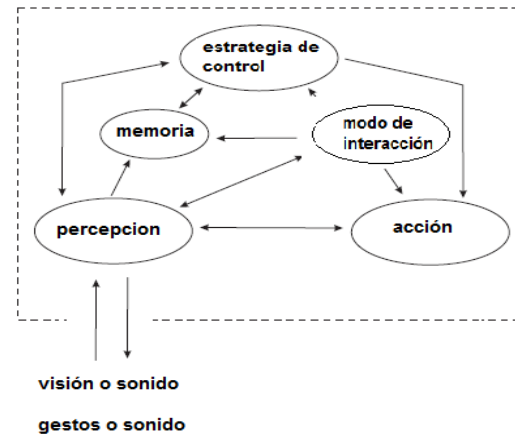 estrategia de
control
memoria
modo de
interacción
percepcion
acción
visión o sonido
gestos o sonido